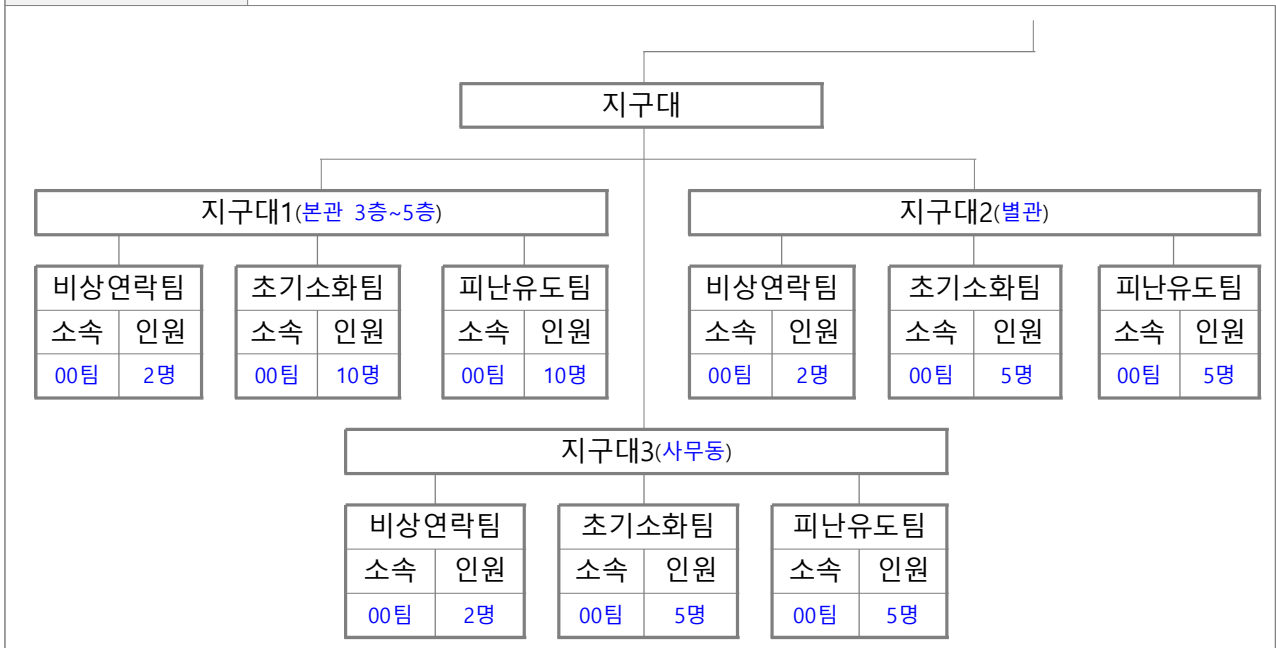 지구대
지구대1(본관 3층~5층)
지구대2(별관)
비상연락팀 초기소화팀 피난유도팀 비상연락팀 초기소화팀 피난유도팀
소속 인원 소속 인원 소속 인원 소속 인원 소속 인원 소속 인원
00팀 2명 00팀 10명 00팀 10명 00팀 2명 00팀 5명 00팀 5명
지구대3(사무동)
비상연락팀 초기소화팀 피난유도팀
소속 인원 소속 인원 소속 인원
00팀 2명 00팀 5명 00팀 5명